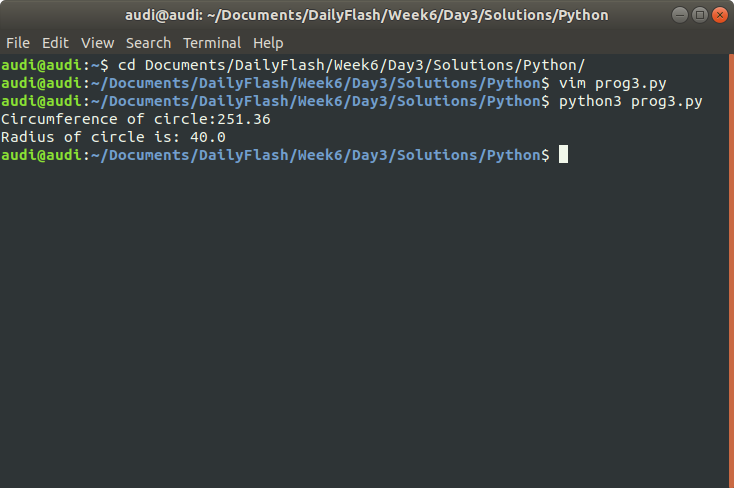 audi@audi: ~/Documents/DailyFlash/Week6/Day3/Solutions/Python
File Edit View Search Terminal Help
audi@audi:~$ cd Documents/DailyFlash/Week6/Day3/Solutions/Python/
audi@audi:~/Documents/DailyFlash/Week6/Day3/Solutions/Python$ vim prog3.py
audi@audi:~/Documents/DailyFlash/Week6/Day3/Solutions/Python$ python3 prog3.py
Circumference of circle:251.36
Radius of circle is: 40.0
audi@audi:~/Documents/DailyFlash/Week6/Day3/Solutions/Python$